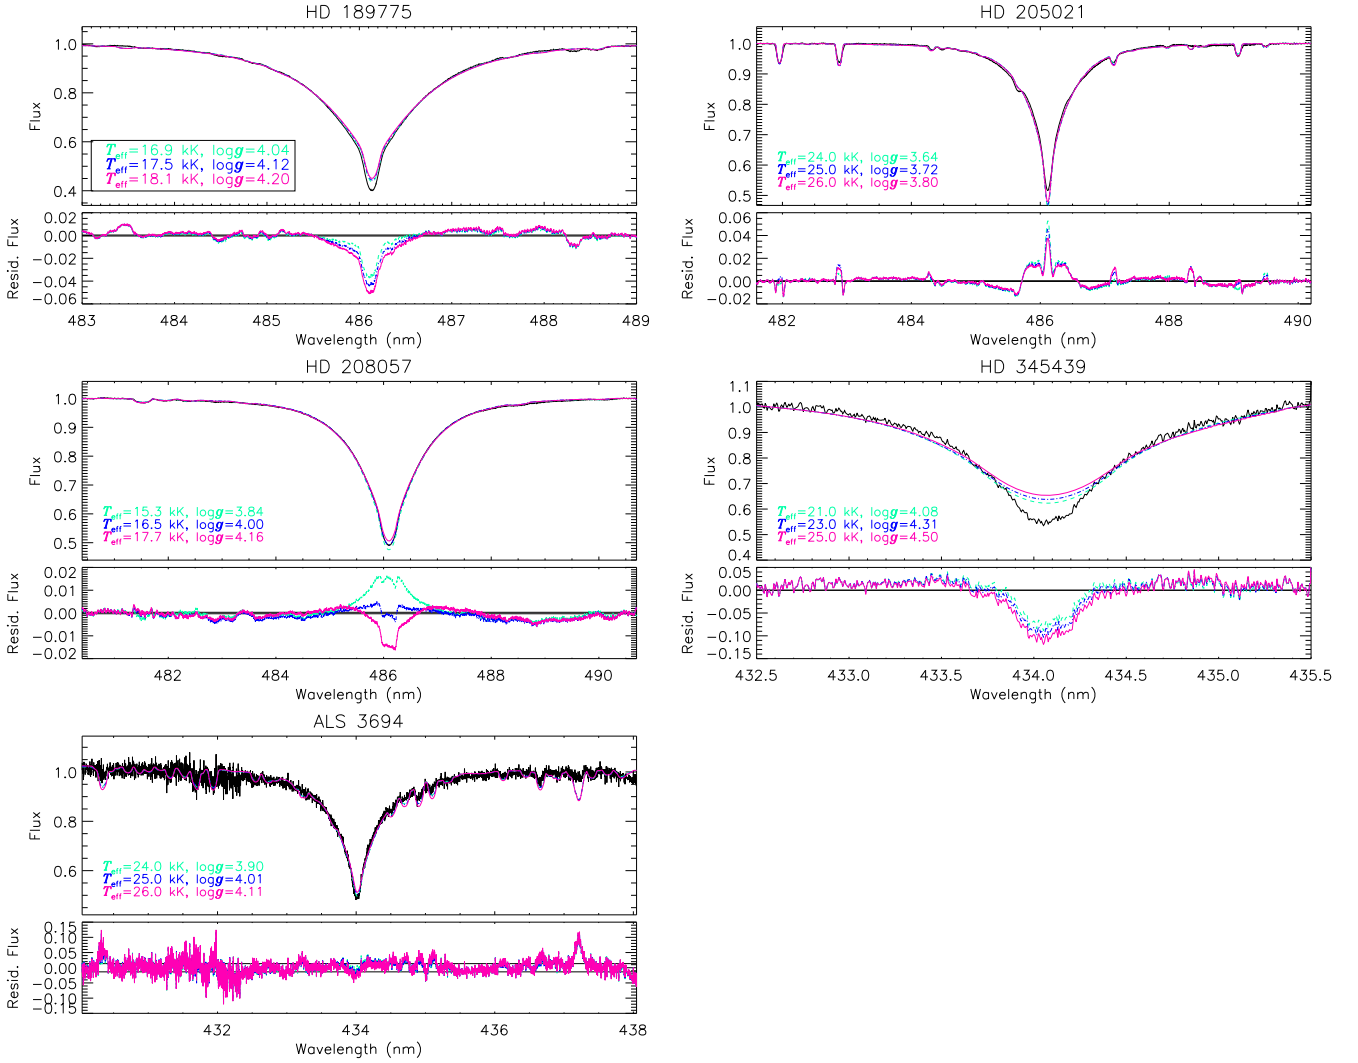 HD 189775
Flux
1.0
0.8
0.6
0.4
Teff=16.9 kK, logg=4.04
Teff=17.5 kK, logg=4.12
Teff=18.1 kK, logg=4.20
Resid. Flux
0.02
0.00
−0.02
−0.04
−0.06
483 484 485 486 487 488 489
Wavelength (nm)
HD 205021
Flux
1.0
0.9
0.8
0.7
0.6
0.5
Teff=24.0 kK, logg=3.64
Teff=25.0 kK, logg=3.72
Teff=26.0 kK, logg=3.80
Resid. Flux
0.06
0.04
0.02
0.00
−0.02
482 484 486 488 490
Wavelength (nm)
HD 208057
Flux
1.0
0.9
0.8
0.7
0.6
0.5
Teff=15.3 kK, logg=3.84
Teff=16.5 kK, logg=4.00
Teff=17.7 kK, logg=4.16
Resid. Flux
0.02
0.01
0.00
−0.01
−0.02
482 484 486 488 490
Wavelength (nm)
HD 345439
Flux
1.1
1.0
0.9
0.8
0.7
0.6
0.5
0.4
Teff=21.0 kK, logg=4.08
Teff=23.0 kK, logg=4.31
Teff=25.0 kK, logg=4.50
Resid. Flux
0.05
0.00
−0.05
−0.10
−0.15
432.5 433.0 433.5 434.0 434.5 435.0 435.5
Wavelength (nm)
ALS 3694
Flux
1.0
0.8
0.6
Teff=24.0 kK, logg=3.90
Teff=25.0 kK, logg=4.01
Teff=26.0 kK, logg=4.11
Resid. Flux
0.15
0.10
0.05
0.00
−0.05
−0.10
−0.15
432 434 436 438
Wavelength (nm)